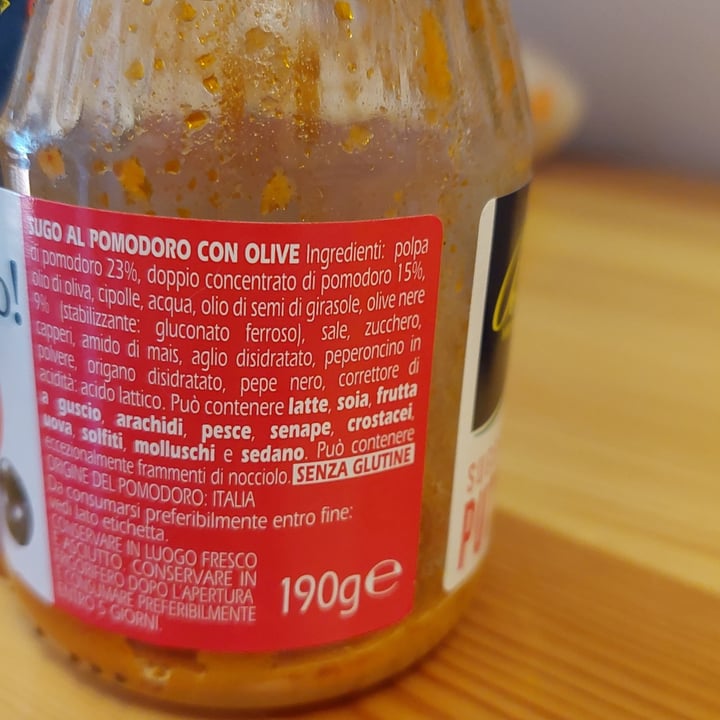 SUGO AL POMODORO CON OLIVE Ingredienti: polpa
di pomodoro 23%, doppio concentrato di pomodoro 15%,
olio di oliva, cipolle, acqua, olio di semi di girasole, olive nere
9% (stabilizzante: gluconato ferroso), sale, zucchero,
capperi, amido di mais, aglio disidratato, peperoncino in
polvere, origano disidratato, pepe nero, correttore di
acidità: acido lattico. Può contenere latte, soia, frutta
a guscio, arachidi, pesce, senape, crostacei,
uova, solfiti, molluschi e sedano. Può contenere
eccezionalmente frammenti di nocciolo. SENZA GLUTINE
ORIGINE DEL POMODORO: ITALIA
Da consumarsi preferibilmente entro fine:
vedi lato etichetta.
CONSERVARE IN LUOGO FRESCO
E ASCIUTTO. CONSERVARE IN
FRIGORIFERO DOPO L'APERTURA
E CONSUMARE PREFERIBILMENTE
ENTRO 5 GIORNI.
190g e